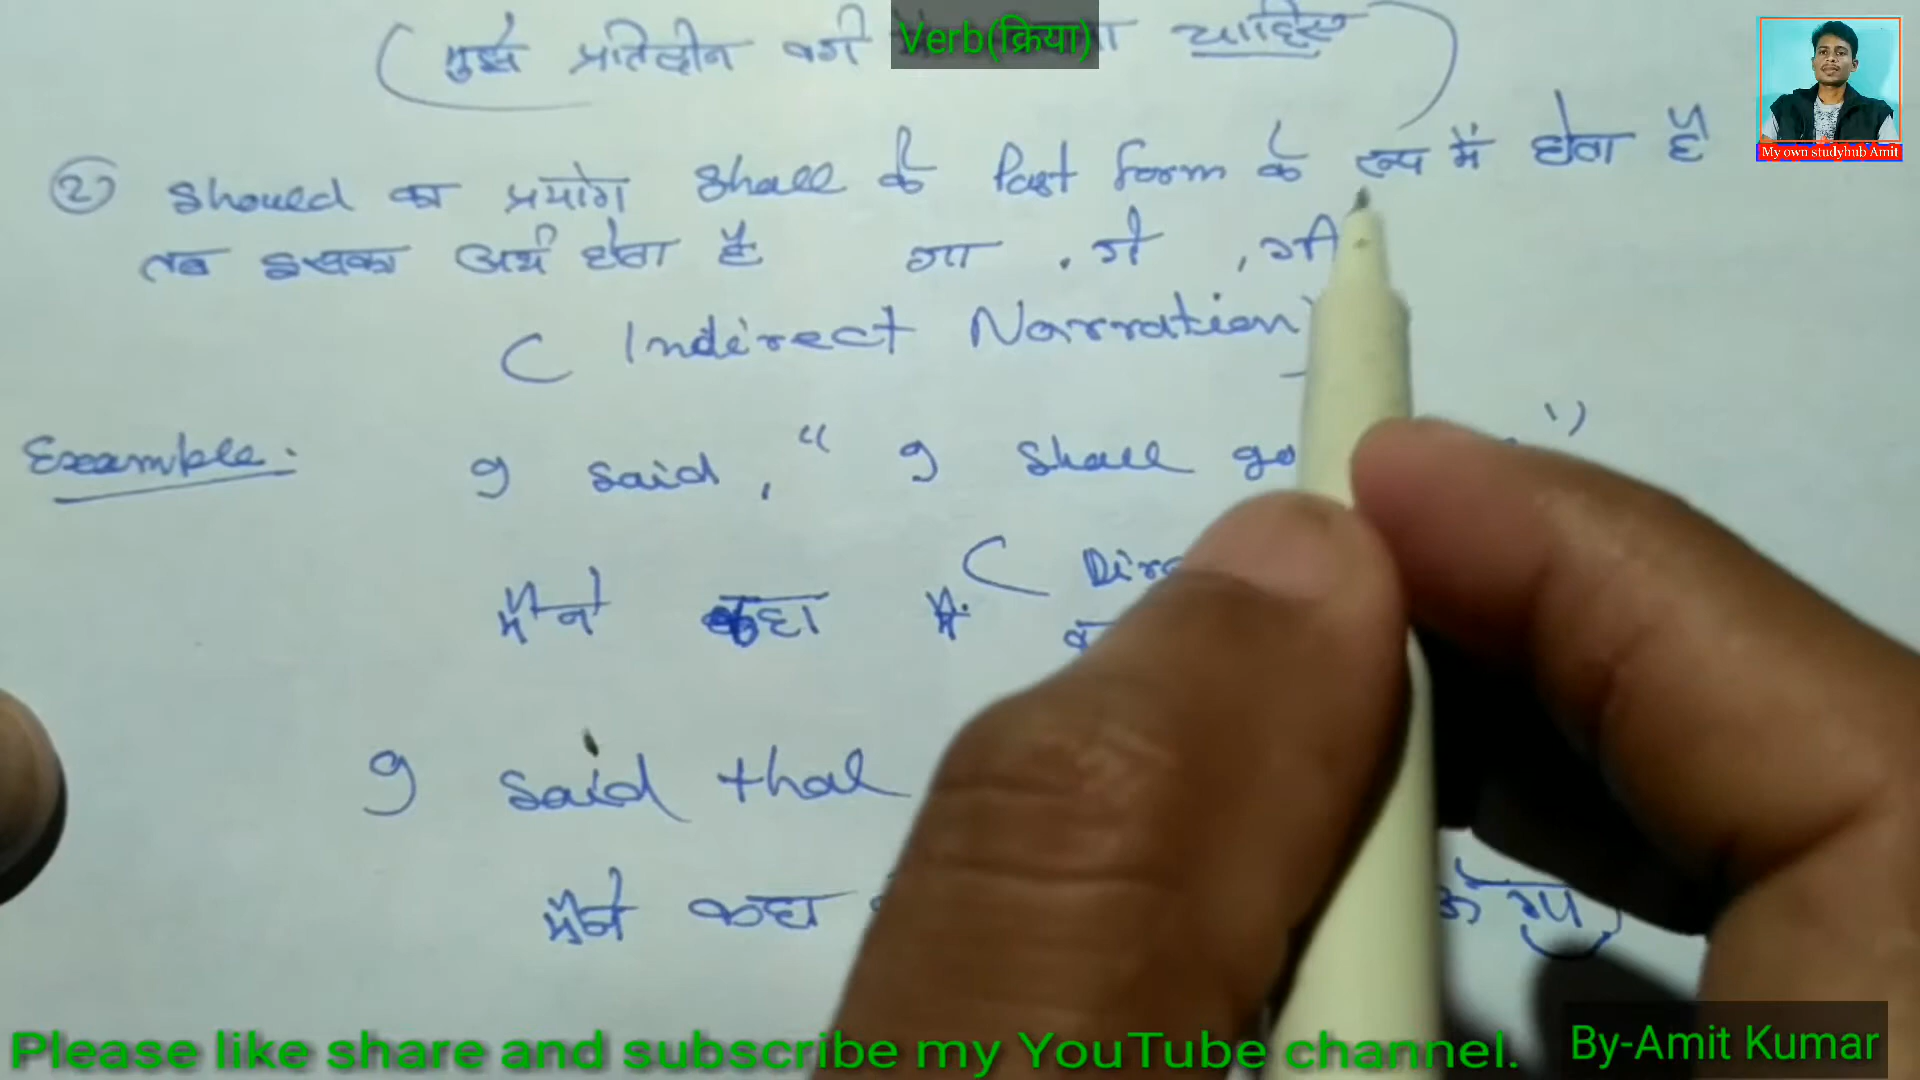 Verb(क्रिया)
(मुझे प्रतिदीन चाहिए)
My own studyhub Amit
② Should का प्रयोग Shall के Past form के रूप में होता है
तब इसका अर्थ होता है गा . गे , गी
( Indirect Narration )
Example. I said, " I shall go "
( Dire
मैंने कहा मैं
I said that
मैंने कहा
Please like share and subscribe my YouTube channel.
By-Amit Kumar